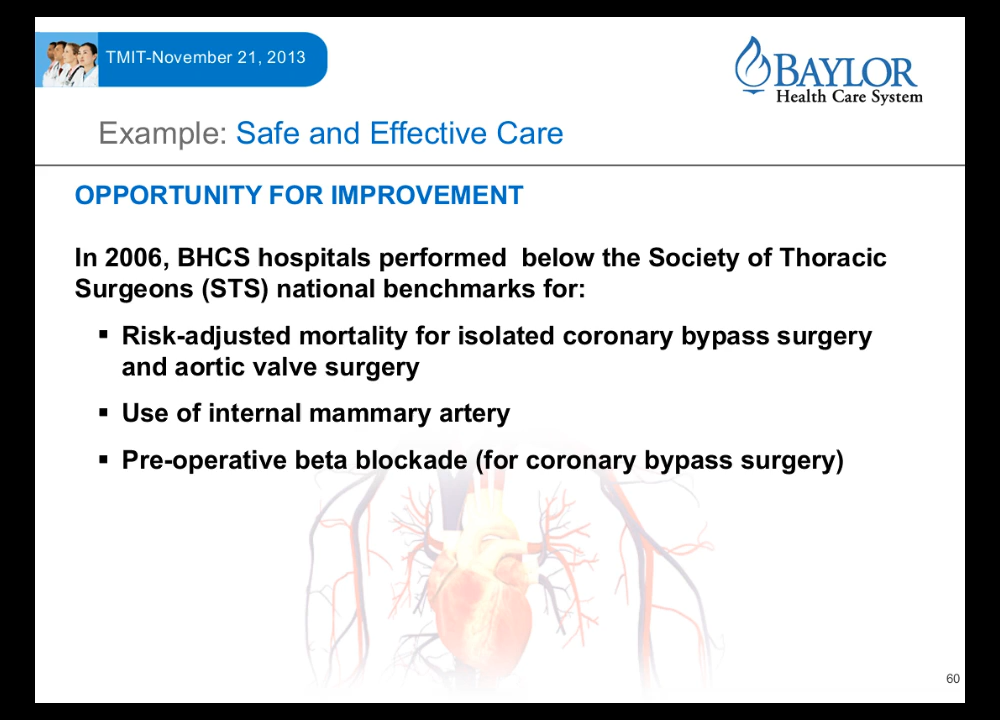 TMIT-November 21, 2013
BAYLOR
Health Care System
Example: Safe and Effective Care
OPPORTUNITY FOR IMPROVEMENT
In 2006, BHCS hospitals performed  below the Society of Thoracic
Surgeons (STS) national benchmarks for:
▪ Risk-adjusted mortality for isolated coronary bypass surgery
and aortic valve surgery
▪ Use of internal mammary artery
▪ Pre-operative beta blockade (for coronary bypass surgery)
60